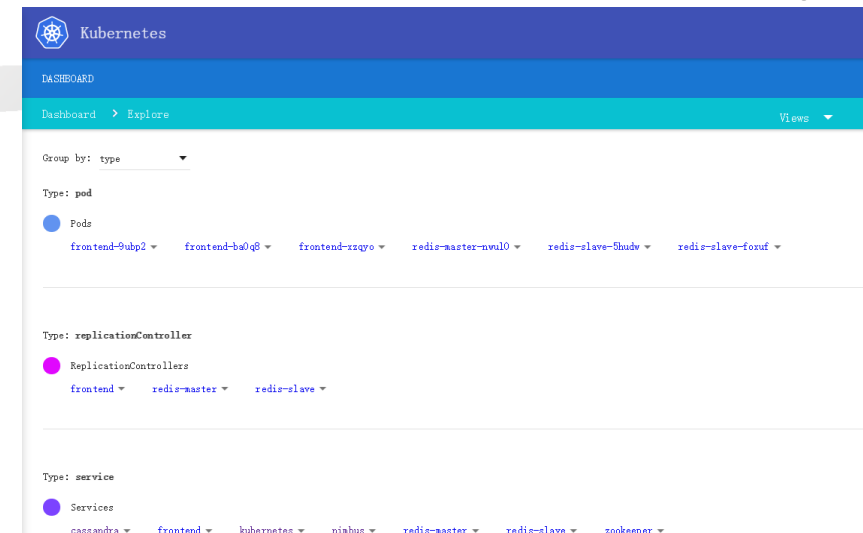 Kubernetes
DASHBOARD
Dashboard > Explore
Views
Group by: type
Type: pod
Pods
frontend-9ubp2 frontend-ba0q8 frontend-xzqyo redis-master-nwul0 redis-slave-5hudw redis-slave-foxuf
Type: replicationController
ReplicationControllers
frontend redis-master redis-slave
Type: service
Services
cassandra frontend kubernetes nimbus redis-master redis-slave zookeeper